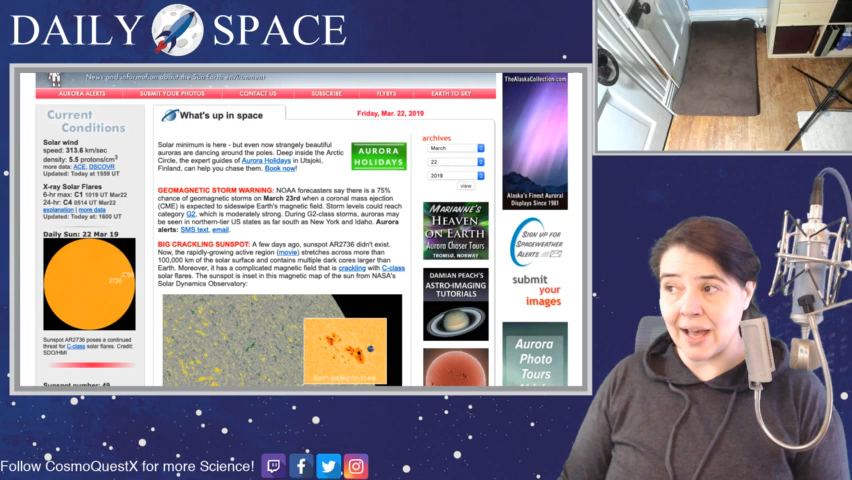 DAILY SPACE
News and information about the Sun Earth environment
AURORA ALERTS SUBMIT YOUR PHOTOS CONTACT US SUBSCRIBE FLYBYS EARTH TO SKY
Current
Conditions
Solar wind
speed: 313.6 km/sec
density: 5.5 protons/cm3
more data: ACE, DSCOVR
Updated: Today at 1559 UT
X-ray Solar Flares
6-hr max: C1 1019 UT Mar22
24-hr: C4 0514 UT Mar22
explanation | more data
Updated: Today at: 1600 UT
Daily Sun: 22 Mar 19
2736
Sunspot AR2736 poses a continued
threat for C-class solar flares. Credit:
SDO/HMI
Sunspot number: 49
What's up in space
Friday, Mar. 22, 2019
Solar minimum is here - but even now strangely beautiful
auroras are dancing around the poles. Deep inside the Arctic
Circle, the expert guides of Aurora Holidays in Utsjoki,
Finland, can help you chase them. Book now!
AURORA
HOLIDAYS
GEOMAGNETIC STORM WARNING: NOAA forecasters say there is a 75%
chance of geomagnetic storms on March 23rd when a coronal mass ejection
(CME) is expected to sideswipe Earth's magnetic field. Storm levels could reach
category G2, which is moderately strong. During G2-class storms, auroras may
be seen in northern-tier US states as far south as New York and Idaho. Aurora
alerts: SMS text, email.
BIG CRACKLING SUNSPOT: A few days ago, sunspot AR2736 didn't exist.
Now, the rapidly-growing active region (movie) stretches across more than
100,000 km of the solar surface and contains multiple dark cores larger than
Earth. Moreover, it has a complicated magnetic field that is crackling with C-class
solar flares. The sunspot is inset in this magnetic map of the sun from NASA's
Solar Dynamics Observatory:
archives
March
22
2019
view
MARIANNE'S
HEAVEN
ON EARTH
Aurora Chaser Tours
TROMSØ, NORWAY
DAMIAN PEACH'S
ASTRO-IMAGING
TUTORIALS
TheAlaskaCollection.com
Alaska's Finest Auroral
Displays Since 1981
SIGN UP FOR
SPACEWEATHER
ALERTS
submit
your
images
Aurora
Photo
Tours
Follow CosmoQuestX for more Science!